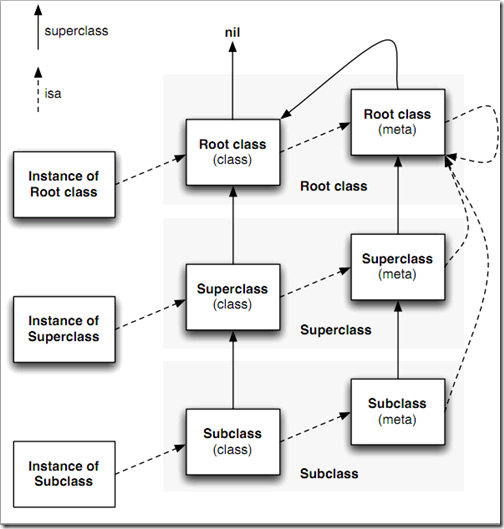 superclass
isa
nil
Root class
(class)
Root class
(meta)
Instance of
Root class
Root class
Superclass
(class)
Superclass
(meta)
Instance of
Superclass
Superclass
Subclass
(class)
Subclass
(meta)
Instance of
Subclass
Subclass